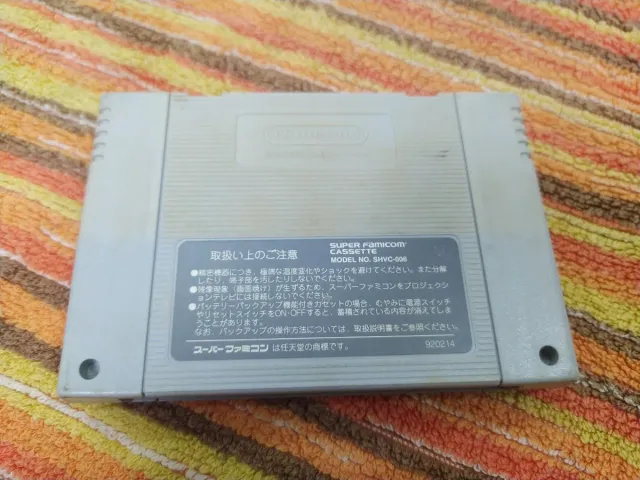 Nintendo
取扱い上のご注意
SUPER FAMICOM
CASSETTE
MODEL NO. SHVC-006
●精密機器につき、極端な温度変化やショックを避けてください。また分解
したり、端子部を汚したりしないでください。
●残像現象（画面焼け）が生ずるため、スーパーファミコンをプロジェクシ
ョンテレビには接続しないでください。
●バッテリーバックアップ機能付きカセットの場合、むやみに電源スイッチ
やリセットスイッチをON・OFFすると、蓄積されている内容が消えてしま
うことがあります。
なお、バックアップの操作方法については、取扱説明書をご参照ください。
スーパーファミコン は任天堂の商標です。
920214